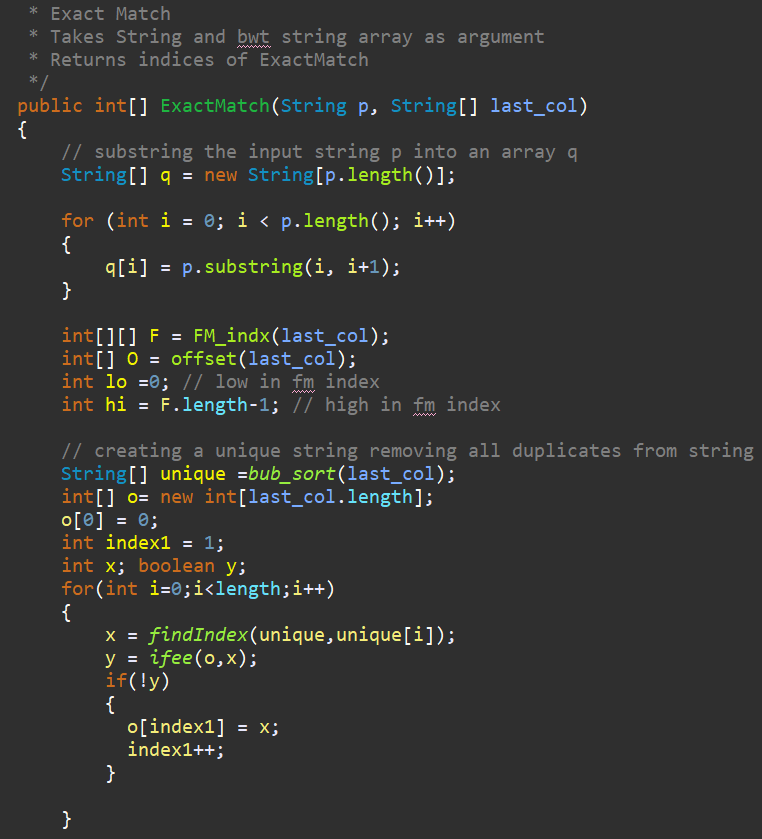 * Exact Match
 * Takes String and bwt string array as argument
 * Returns indices of ExactMatch
 */
public int[] ExactMatch(String p, String[] last_col)
{
    // substring the input string p into an array q
    String[] q = new String[p.length()];

    for (int i = 0; i < p.length(); i++)
    {
        q[i] = p.substring(i, i+1);
    }

    int[][] F = FM_indx(last_col);
    int[] O = offset(last_col);
    int lo =0; // low in fm index
    int hi = F.length-1; // high in fm index

    // creating a unique string removing all duplicates from string
    String[] unique =bub_sort(last_col);
    int[] o= new int[last_col.length];
    o[0] = 0;
    int index1 = 1;
    int x; boolean y;
    for(int i=0;i<length;i++)
    {
        x = findIndex(unique,unique[i]);
        y = ifee(o,x);
        if(!y)
        {
          o[index1] = x;
          index1++;
        }

    }